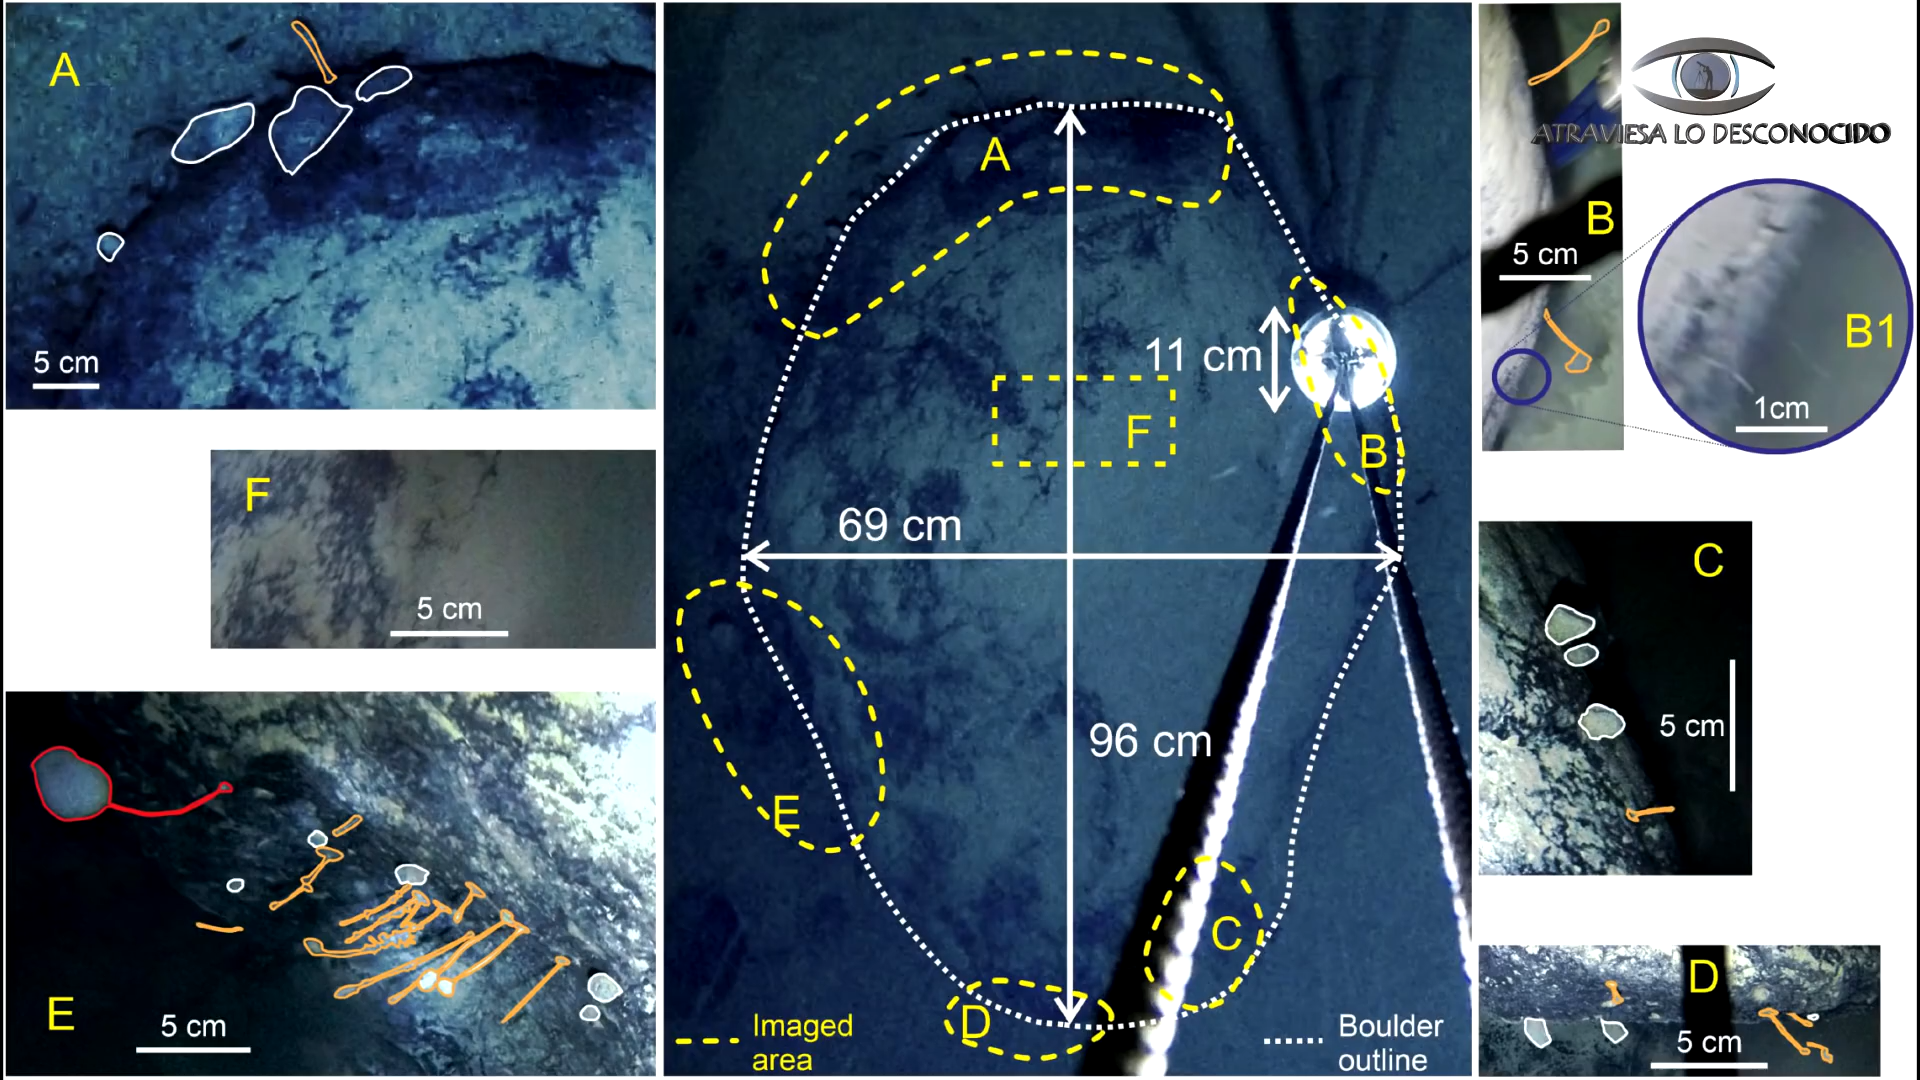 A
5 cm
F
5 cm
E
5 cm
A
11 cm
F
B
69 cm
96 cm
E
C
D
Imaged
area
Boulder
outline
B
5 cm
B1
1cm
ATRAVIESA LO DESCONOCIDO
C
5 cm
D
5 cm